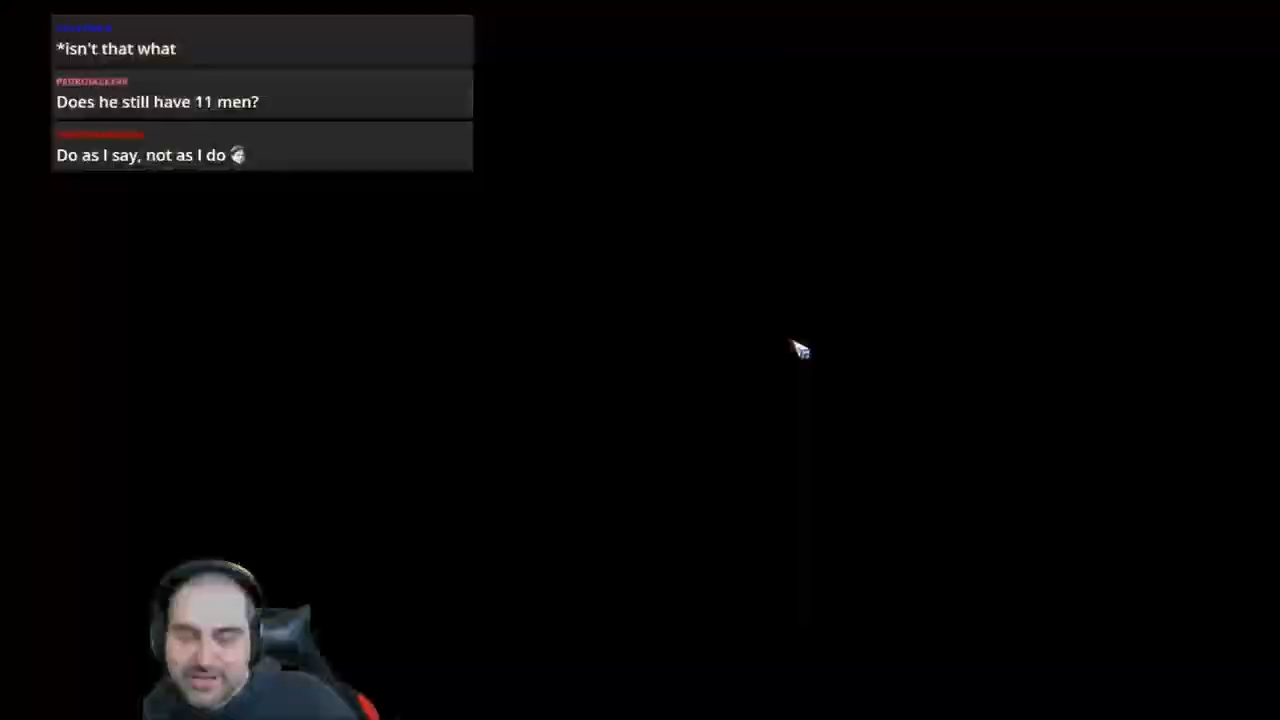 *isn't that what
Does he still have 11 men?
Do as I say, not as I do